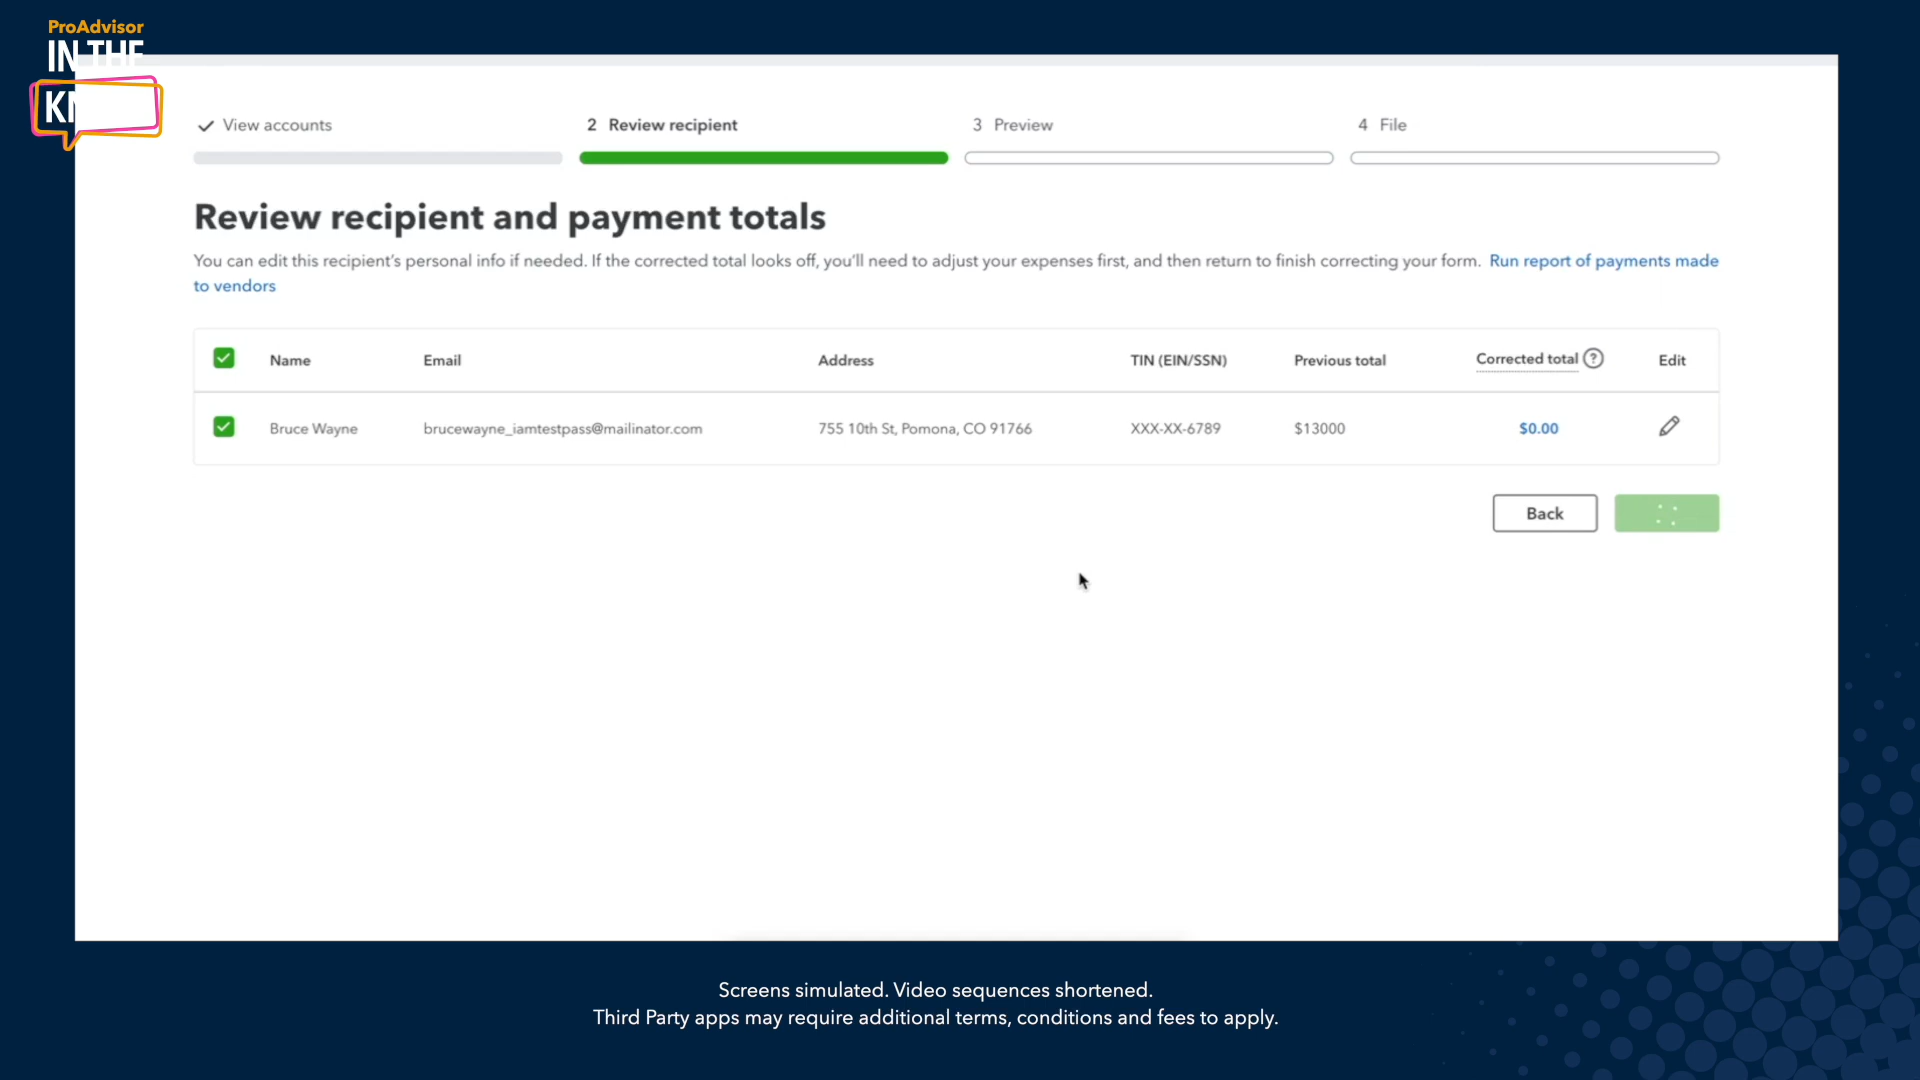 ProAdvisor
IN THE
View accounts
2 Review recipient
3 Preview
4 File
Review recipient and payment totals
You can edit this recipient's personal info if needed. If the corrected total looks off, you'll need to adjust your expenses first, and then return to finish correcting your form. Run report of payments made
to vendors
Name Email Address TIN (EIN/SSN) Previous total Corrected total ? Edit
Bruce Wayne brucewayne_iamtestpass@mailinator.com 755 10th St, Pomona, CO 91766 XXX-XX-6789 $13000 $0.00
Back
Screens simulated. Video sequences shortened.
Third Party apps may require additional terms, conditions and fees to apply.